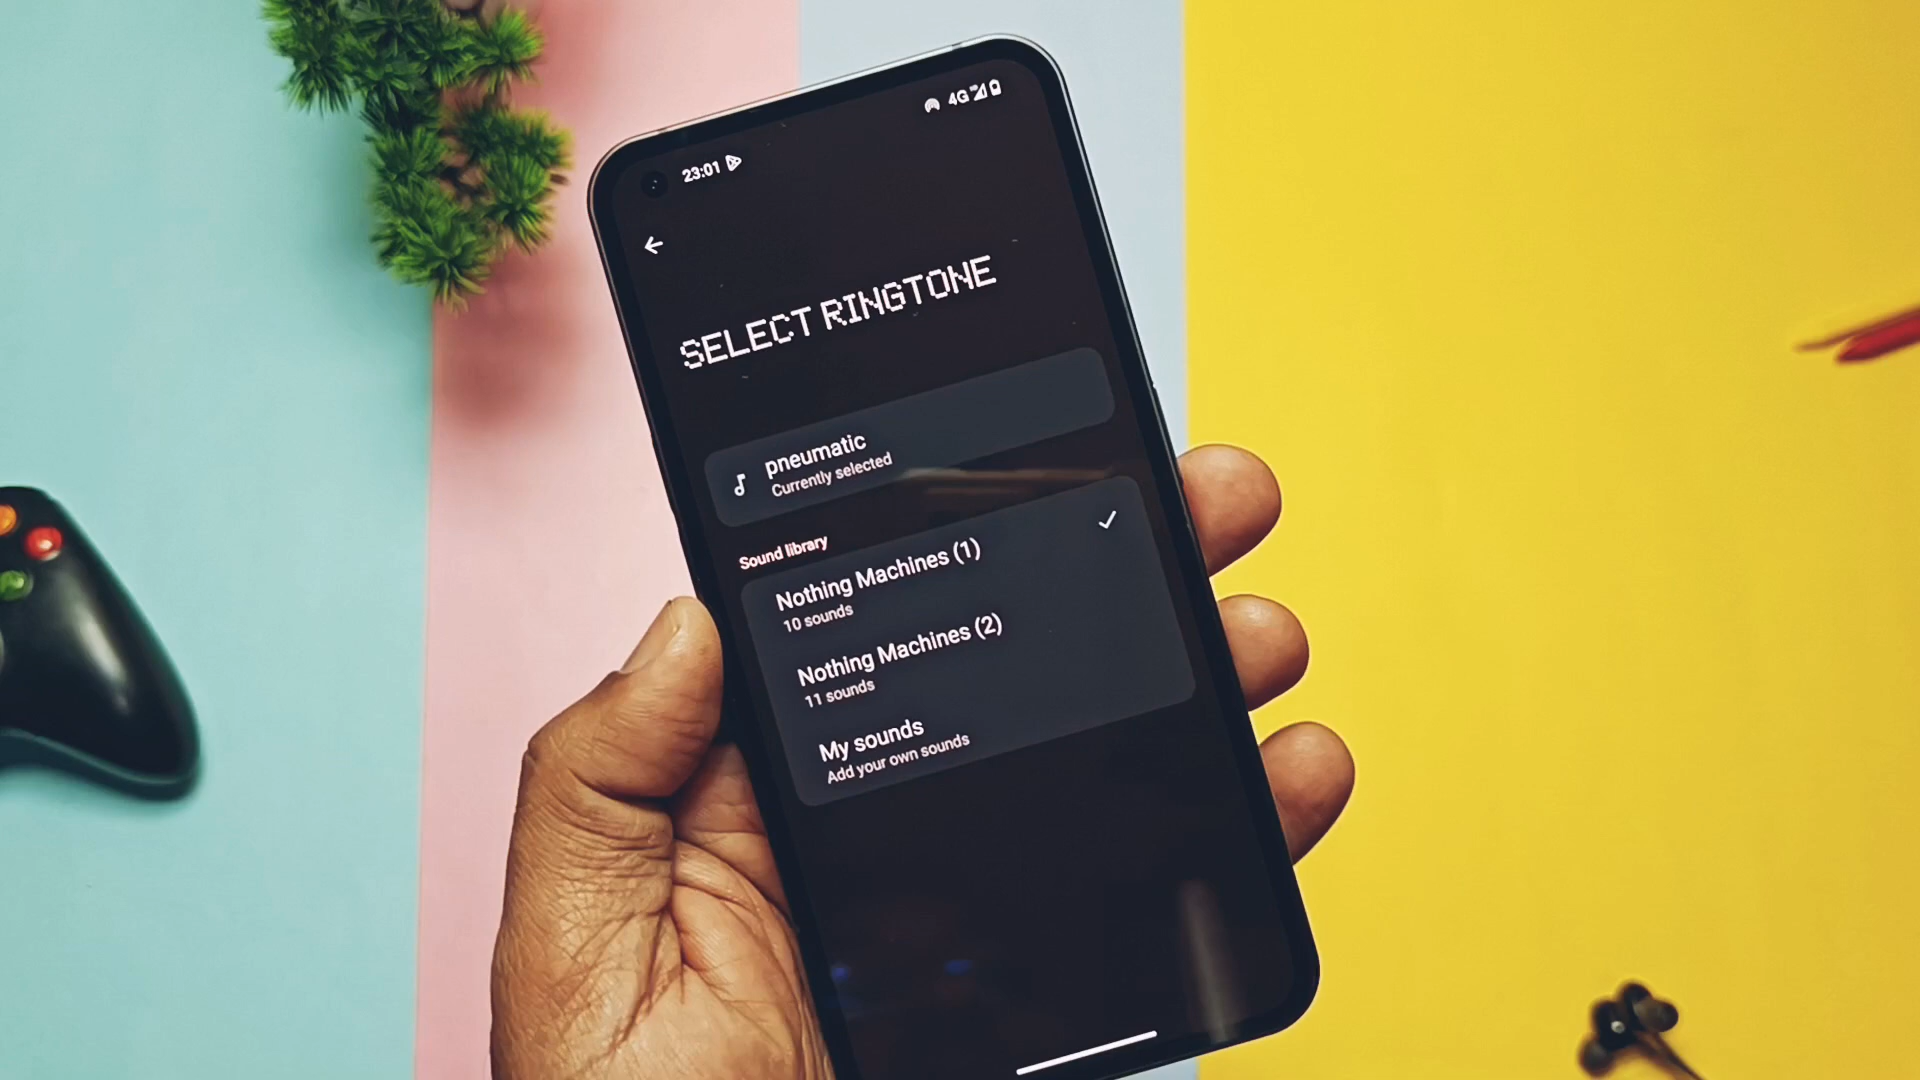 23:01
4G
SELECT RINGTONE
pneumatic
Currently selected
Sound library
Nothing Machines (1)
10 sounds
Nothing Machines (2)
11 sounds
My sounds
Add your own sounds